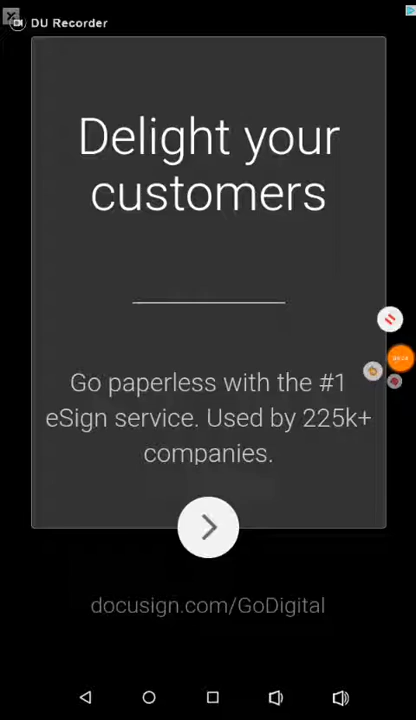 DU Recorder
Delight your
customers
Go paperless with the #1
eSign service. Used by 225k+
companies.
docusign.com/GoDigital